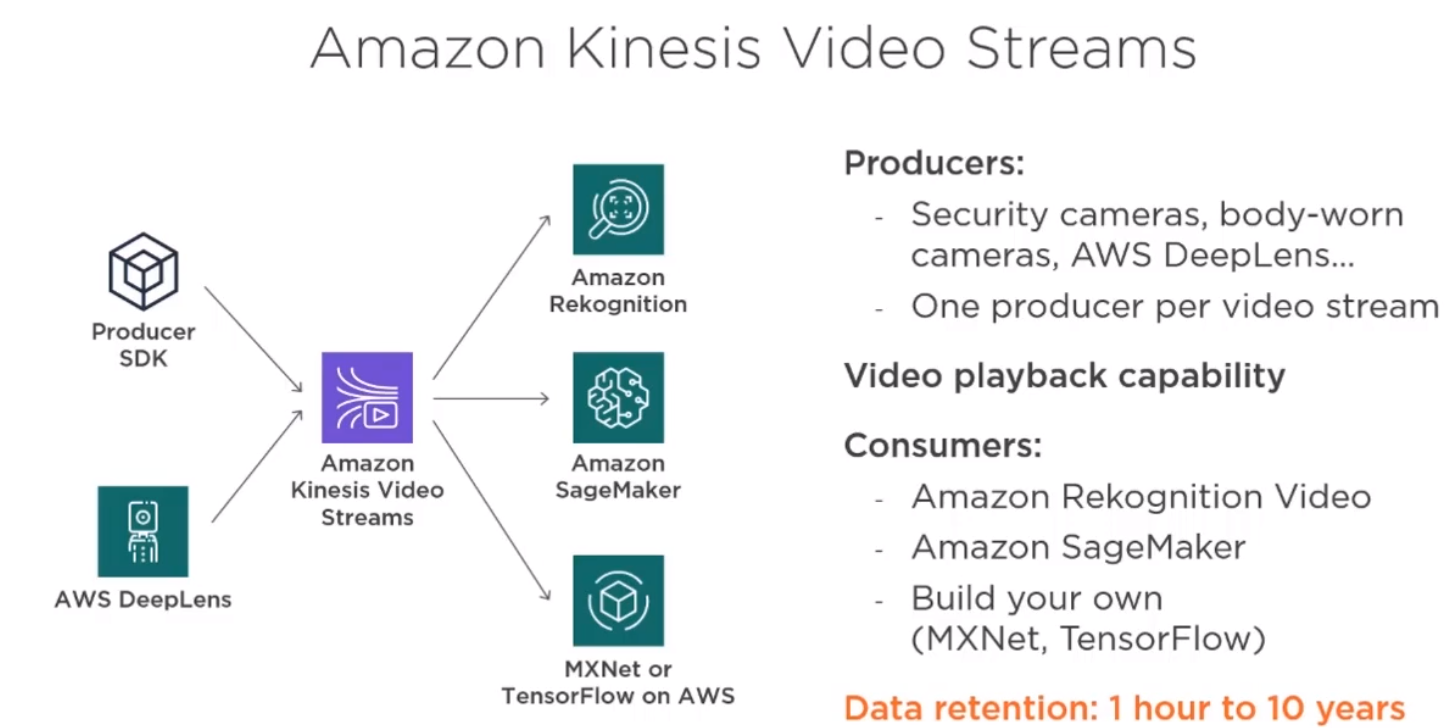 Amazon Kinesis Video Streams
Producer
SDK
AWS DeepLens
Amazon
Kinesis Video
Streams
Amazon
Rekognition
Amazon
SageMaker
MXNet or
TensorFlow on AWS
Producers:
- Security cameras, body-worn
cameras, AWS DeepLens...
- One producer per video stream
Video playback capability
Consumers:
- Amazon Rekognition Video
- Amazon SageMaker
- Build your own
(MXNet, TensorFlow)
Data retention: 1 hour to 10 years